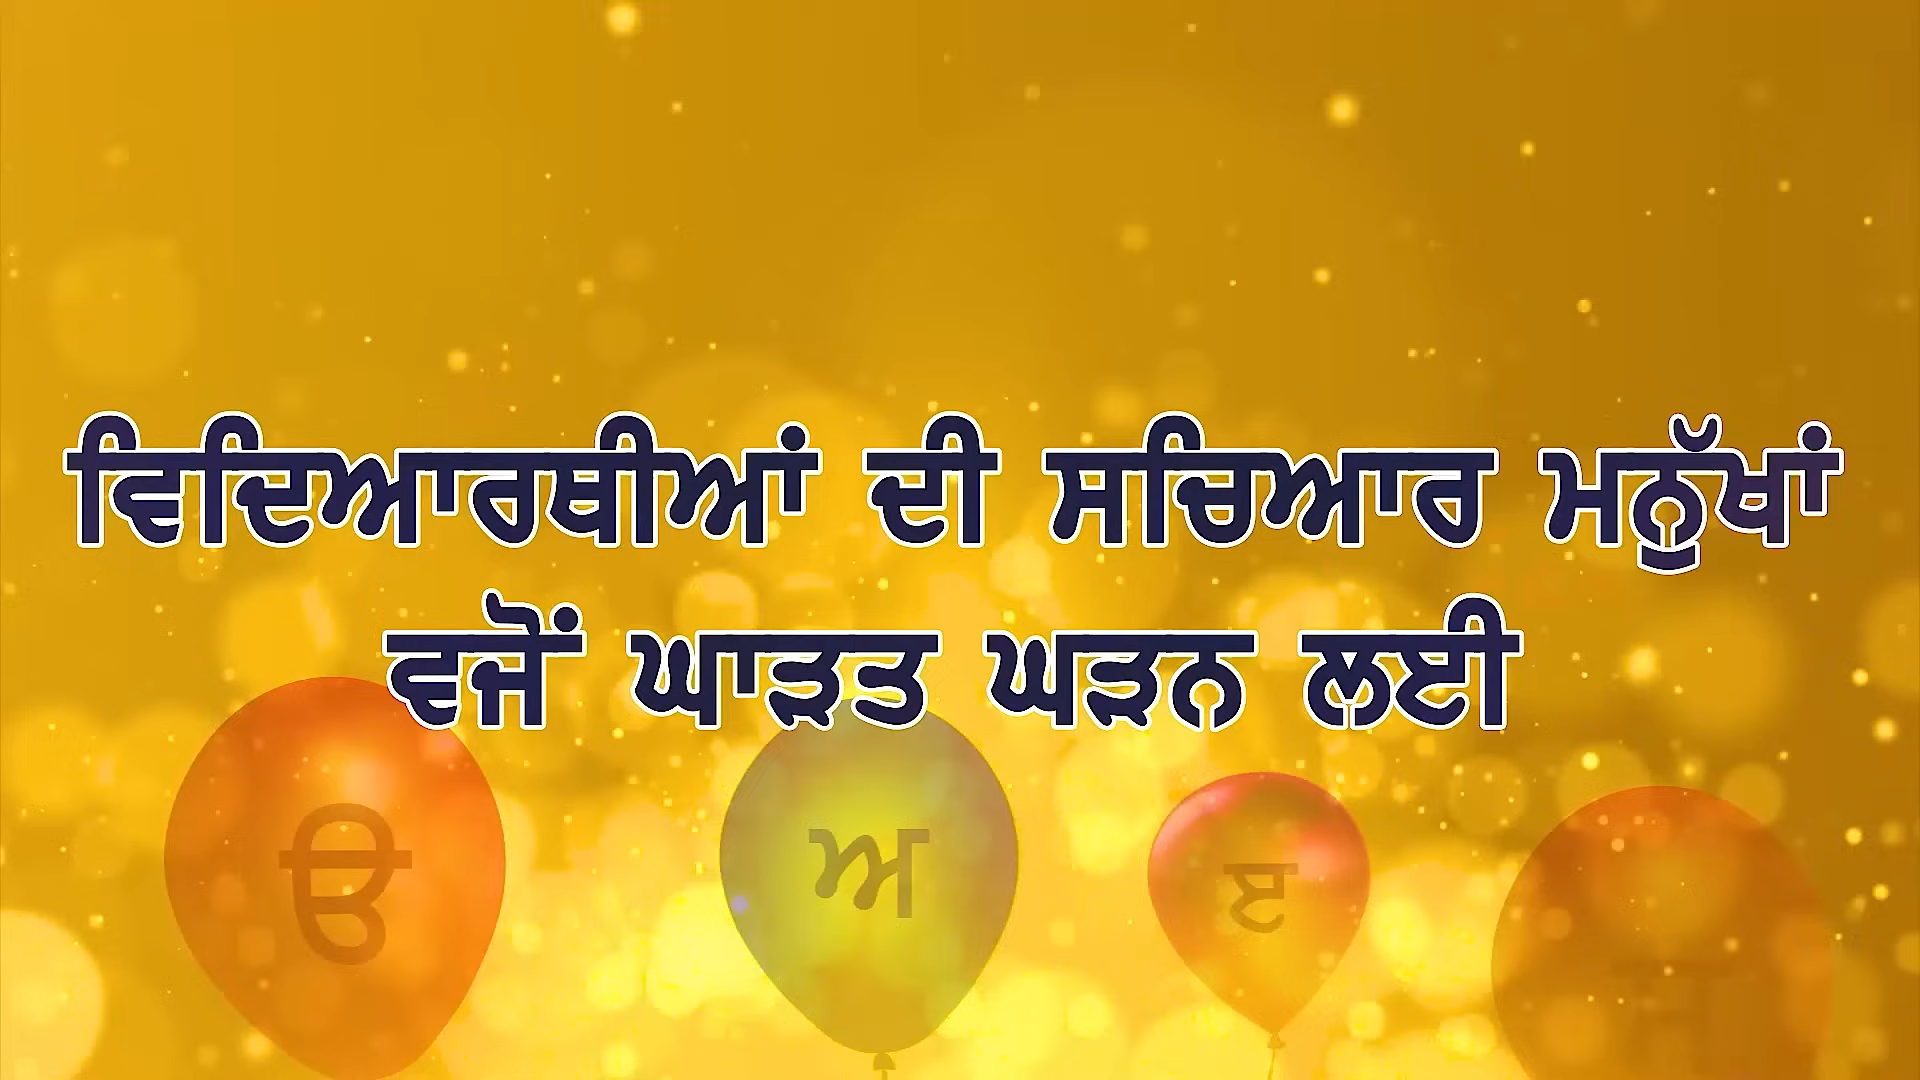 ਵਿਦਿਆਰਥੀਆਂ ਦੀ ਸਚਿਆਰ ਮਨੁੱਖਾਂ
ਵਜੋਂ ਘਾੜਤ ਘੜਨ ਲਈ
ੳ ਅ ੲ